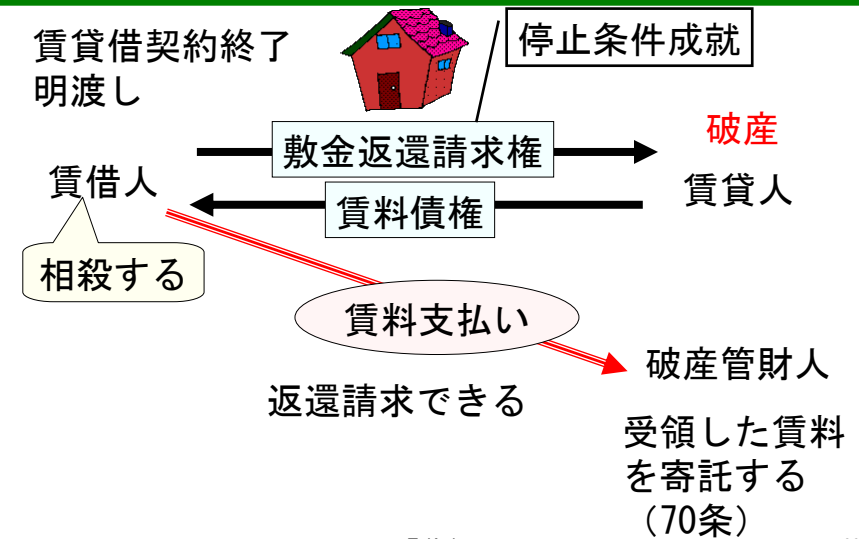 賃貸借契約終了
明渡し
停止条件成就
敷金返還請求権
破産
賃借人
賃貸人
賃料債権
相殺する
賃料支払い
破産管財人
返還請求できる
受領した賃料
を寄託する
（70条）